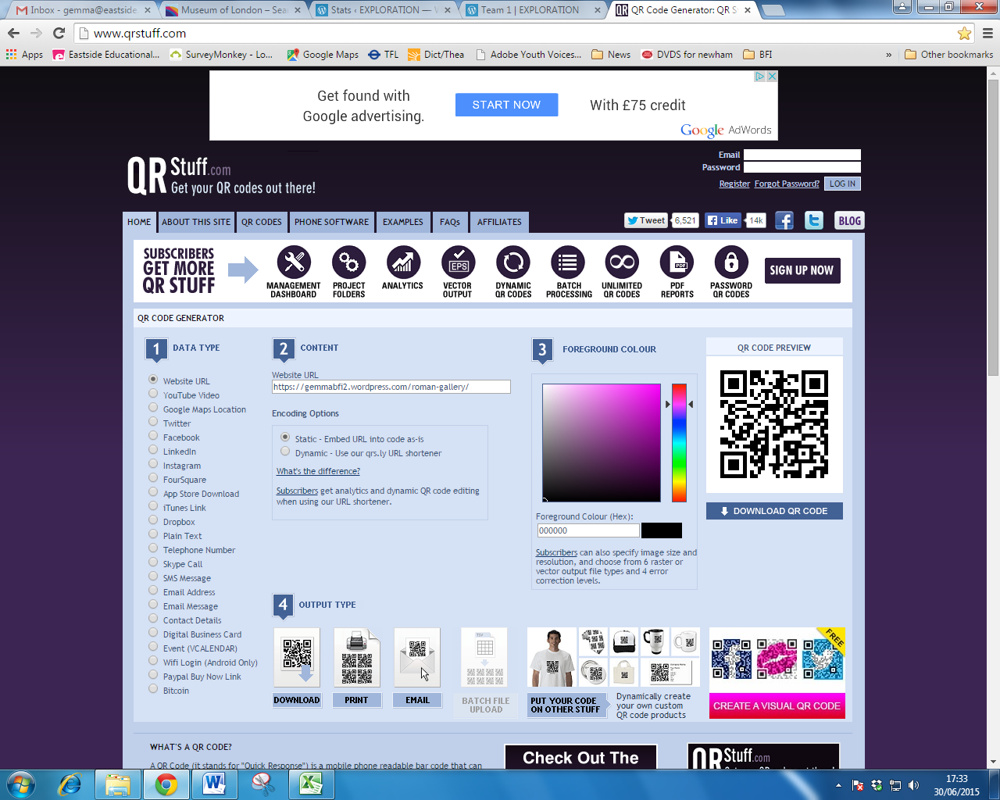 Inbox - gemma@eastside
Museum of London – Sea
Stats ‹ EXPLORATION — W
Team 1 | EXPLORATION
QR Code Generator: QR S
www.qrstuff.com
Apps
Eastside Educational...
SurveyMonkey - Lo...
Google Maps
TFL
Dict/Thea
Adobe Youth Voices...
News
DVDS for newham
BFI
»
Other bookmarks
Get found with
Google advertising.
START NOW
With £75 credit
Google AdWords
QR Stuff.com
Get your QR codes out there!
Email
Password
Register Forgot Password? LOG IN
HOME
ABOUT THIS SITE
QR CODES
PHONE SOFTWARE
EXAMPLES
FAQs
AFFILIATES
Tweet 6,521
Like 14k
BLOG
SUBSCRIBERS
GET MORE
QR STUFF
MANAGEMENT
DASHBOARD
PROJECT
FOLDERS
ANALYTICS
EPS
VECTOR
OUTPUT
DYNAMIC
QR CODES
BATCH
PROCESSING
UNLIMITED
QR CODES
PDF
PDF
REPORTS
PASSWORD
QR CODES
SIGN UP NOW
QR CODE GENERATOR
1 DATA TYPE
Website URL
YouTube Video
Google Maps Location
Twitter
Facebook
LinkedIn
Instagram
FourSquare
App Store Download
iTunes Link
Dropbox
Plain Text
Telephone Number
Skype Call
SMS Message
Email Address
Email Message
Contact Details
Digital Business Card
Event (VCALENDAR)
Wifi Login (Android Only)
Paypal Buy Now Link
Bitcoin
2 CONTENT
Website URL
https://gemmabfi2.wordpress.com/roman-gallery/
Encoding Options
Static - Embed URL into code as-is
Dynamic - Use our qrs.ly URL shortener
What's the difference?
Subscribers get analytics and dynamic QR code editing
when using our URL shortener.
3 FOREGROUND COLOUR
Foreground Colour (Hex):
000000
Subscribers can also specify image size and
resolution, and choose from 6 raster or
vector output file types and 4 error
correction levels.
QR CODE PREVIEW
DOWNLOAD QR CODE
4 OUTPUT TYPE
DOWNLOAD
PRINT
EMAIL
BATCH FILE
UPLOAD
PUT YOUR CODE
ON OTHER STUFF
Dynamically create
your own custom
QR code products
FREE
CREATE A VISUAL QR CODE
WHAT'S A QR CODE?
A QR Code (it stands for "Quick Response") is a mobile phone readable bar code that can
Check Out The
QR Stuff.com
17:33
30/06/2015